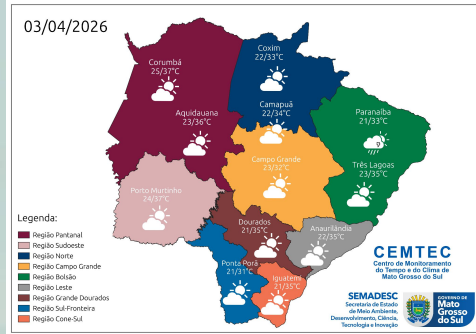 03/04/2026
Corumbá
25/37°C
Coxim
22/33°C
Aquidauana
23/36°C
Camapuã
22/34°C
Paranaíba
21/33°C
Campo Grande
23/32°C
Três Lagoas
23/35°C
Porto Murtinho
24/37°C
Dourados
21/35°C
Anaurilândia
22/35°C
Ponta Porã
21/31°C
Iguatemi
21/35°C
Legenda:
Região Pantanal
Região Sudoeste
Região Norte
Região Campo Grande
Região Bolsão
Região Leste
Região Grande Dourados
Região Sul-Fronteira
Região Cone-Sul
CEMTEC
Centro de Monitoramento
do Tempo e do Clima de
Mato Grosso do Sul
SEMADESC
Secretaria de Estado
de Meio Ambiente,
Desenvolvimento, Ciência,
Tecnologia e Inovação
GOVERNO DE
Mato
Grosso
do Sul